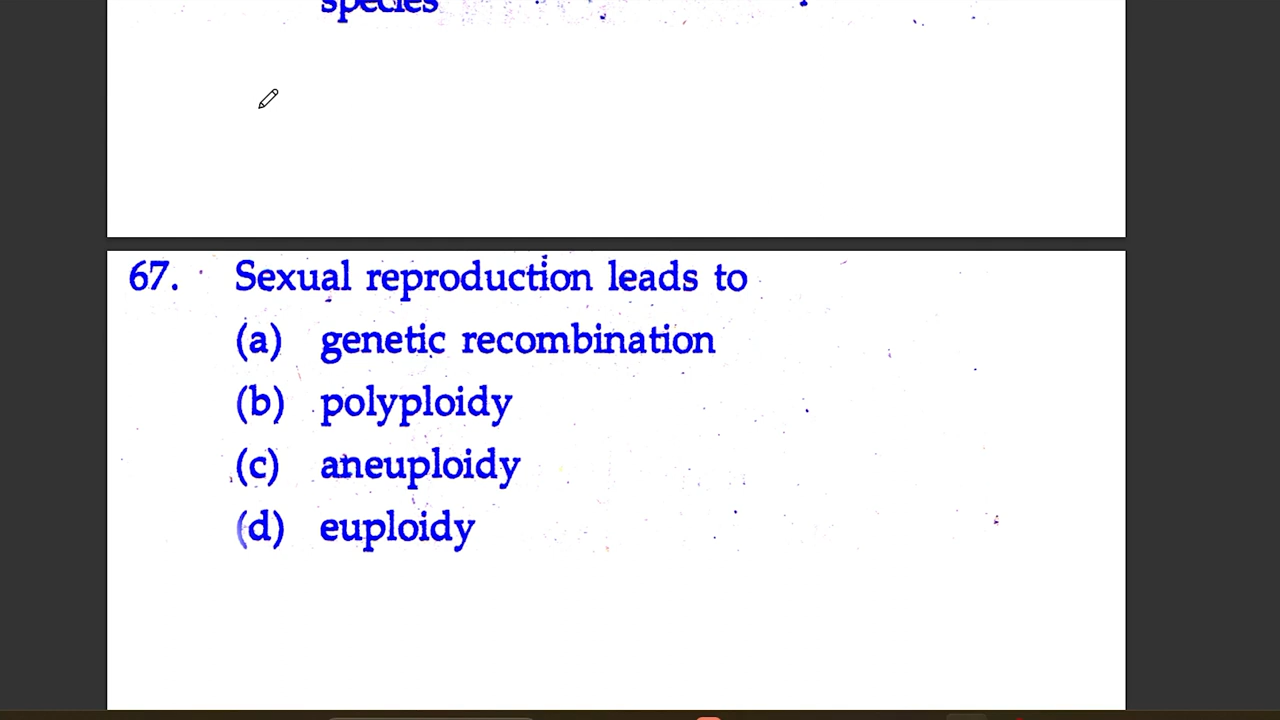 species
67. Sexual reproduction leads to
(a) genetic recombination
(b) polyploidy
(c) aneuploidy
(d) euploidy